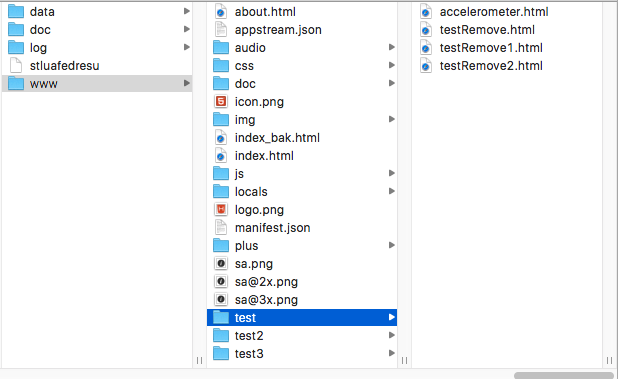 data
doc
log
stluafedresu
www
about.html
appstream.json
audio
css
doc
icon.png
img
index_bak.html
index.html
js
locals
logo.png
manifest.json
plus
sa.png
sa@2x.png
sa@3x.png
test
test2
test3
accelerometer.html
testRemove.html
testRemove1.html
testRemove2.html